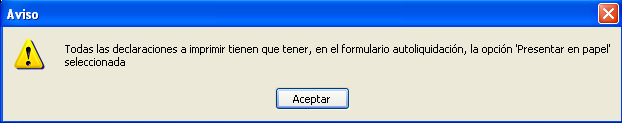 Aviso
Todas las declaraciones a imprimir tienen que tener, en el formulario autoliquidación, la opción 'Presentar en papel'
seleccionada
Aceptar